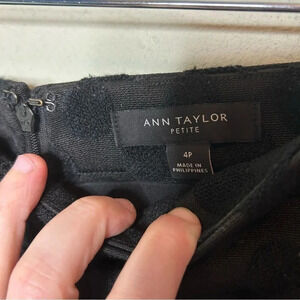 ANN TAYLOR
PETITE
4P
MADE IN
PHILIPPINES